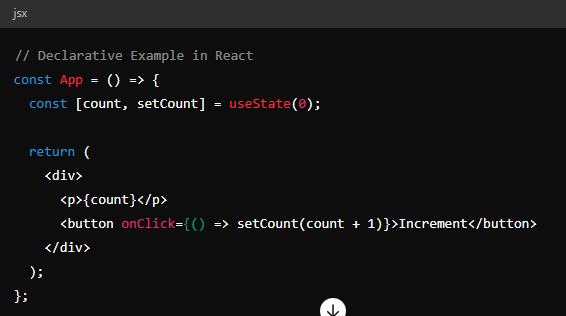 jsx
// Declarative Example in React
const App = () => {
  const [count, setCount] = useState(0);

  return (
    <div>
      <p>{count}</p>
      <button onClick={() => setCount(count + 1)}>Increment</button>
    </div>
  );
};